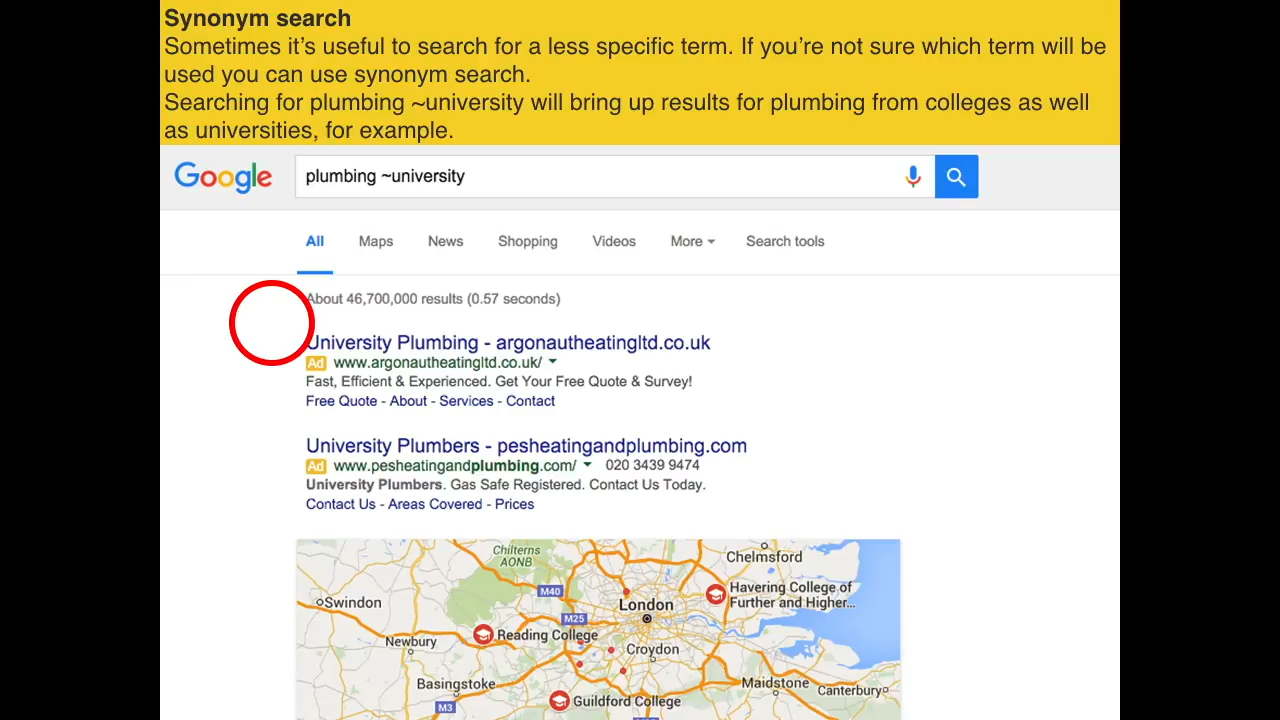 Synonym search
Sometimes it's useful to search for a less specific term. If you're not sure which term will be
used you can use synonym search.
Searching for plumbing ~university will bring up results for plumbing from colleges as well
as universities, for example.
Google
plumbing ~university
All Maps News Shopping Videos More Search tools
About 46,700,000 results (0.57 seconds)
University Plumbing - argonautheatingltd.co.uk
Ad www.argonautheatingltd.co.uk/
Fast, Efficient & Experienced. Get Your Free Quote & Survey!
Free Quote - About - Services - Contact
University Plumbers - pesheatingandplumbing.com
Ad www.pesheatingandplumbing.com/ 020 3439 9474
University Plumbers. Gas Safe Registered. Contact Us Today.
Contact Us - Areas Covered - Prices
Chilterns
AONB
Chelmsford
M40
Havering College of
Further and Higher...
Swindon
London
M25
Reading College
Newbury
Croydon
Basingstoke
Maidstone
Canterbury
Guildford College
M3